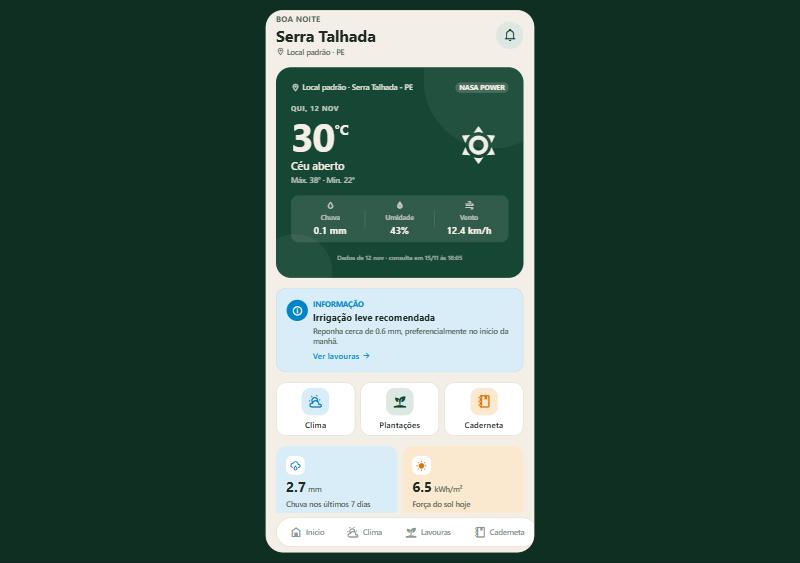 BOA NOITE
Serra Talhada
Local padrão · PE
Local padrão · Serra Talhada - PE
NASA POWER
QUI, 12 NOV
30°C
Céu aberto
Máx. 38° · Mín. 22°
Chuva
Umidade
Vento
0.1 mm
43%
12.4 km/h
Dados de 12 nov · consulta em 15/11 às 18:05
INFORMAÇÃO
Irrigação leve recomendada
Reponha cerca de 0.6 mm, preferencialmente no início da
manhã.
Ver lavouras →
Clima
Plantações
Caderneta
2.7 mm
Chuva nos últimos 7 dias
6.5 kWh/m²
Força do sol hoje
Início
Clima
Lavouras
Caderneta